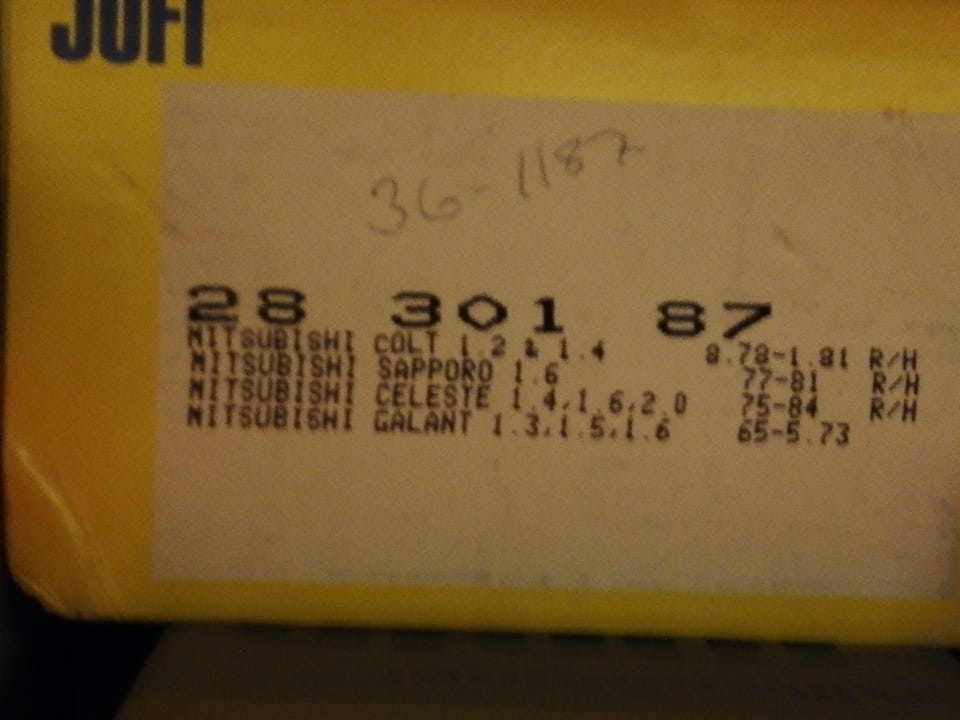 JOFI
36-1187
28 301 87
MITSUBISHI COLT 1.2 & 1.4 8.78-1.81 R/H
MITSUBISHI SAPPORO 1.6 77-81 R/H
MITSUBISHI CELESTE 1.4,1.6,2.0 75-84 R/H
MITSUBISHI GALANT 1.3,1.5,1.6 65-5.73